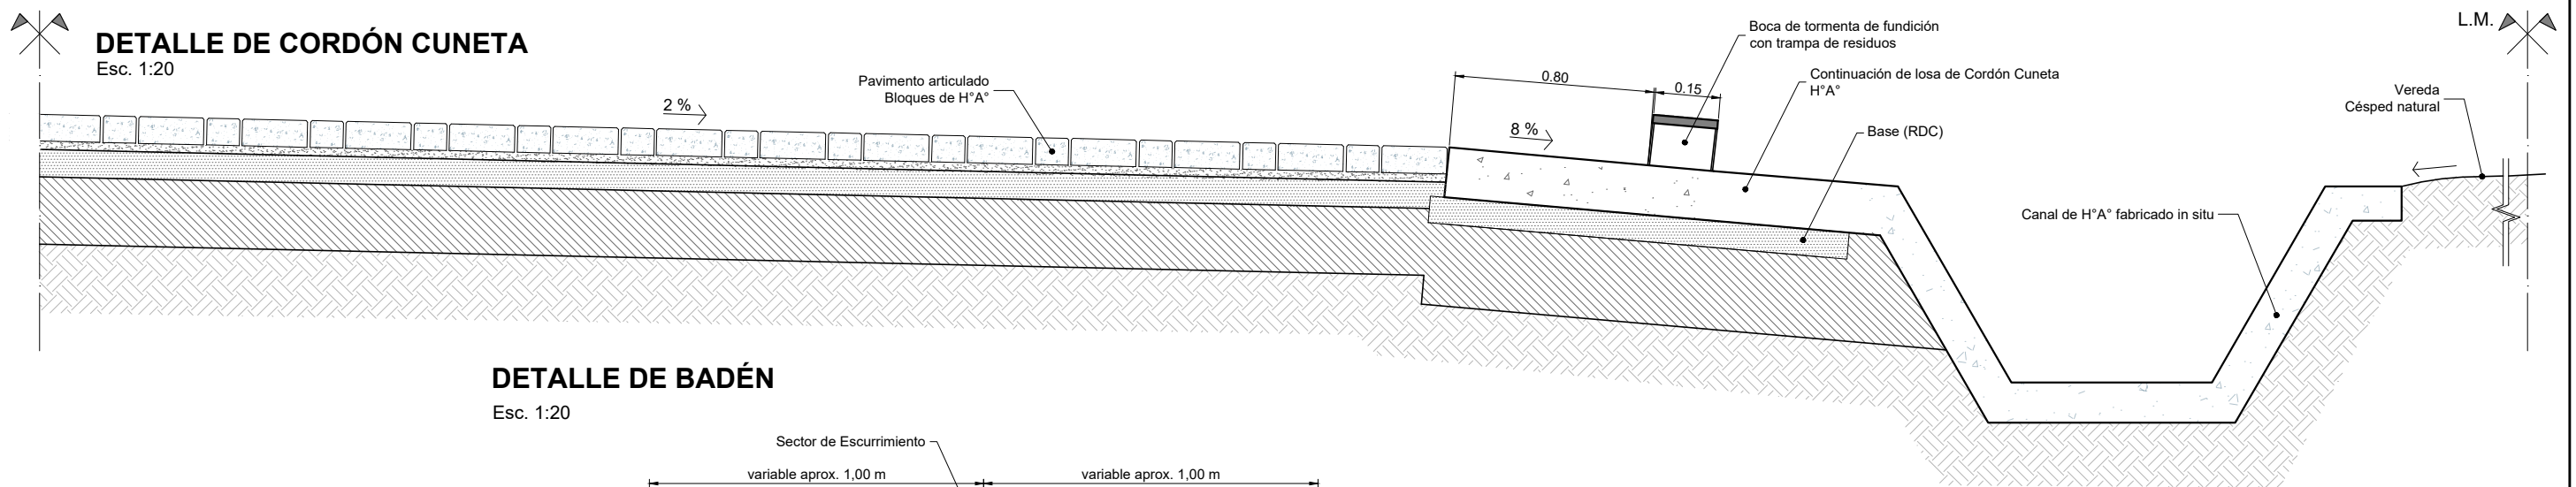 L.M.
DETALLE DE CORDÓN CUNETA
Esc. 1:20
Boca de tormenta de fundición
con trampa de residuos
Pavimento articulado
Bloques de H°A°
0.80
0.15
Continuación de losa de Cordón Cuneta
H°A°
Vereda
Césped natural
2 %
8 %
Base (RDC)
Canal de H°A° fabricado in situ
DETALLE DE BADÉN
Esc. 1:20
Sector de Escurrimiento
variable aprox. 1,00 m
variable aprox. 1,00 m